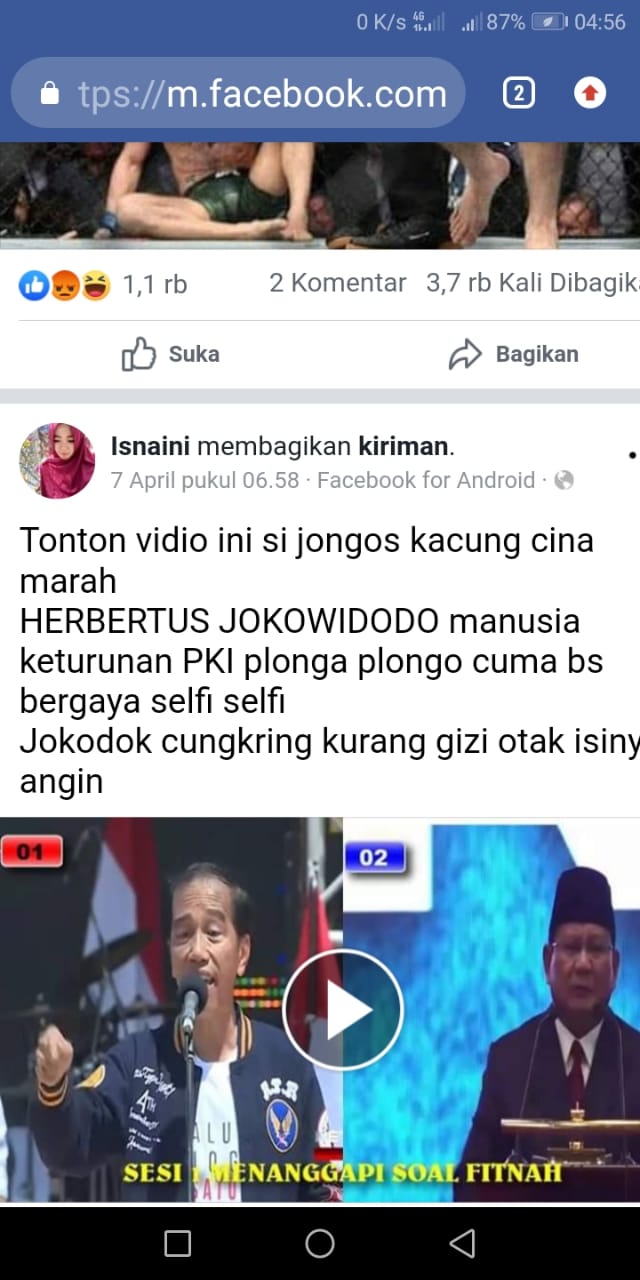 0 K/s 4G 87% 04:56
tps://m.facebook.com
2
1,1 rb 2 Komentar 3,7 rb Kali Dibagik
Suka Bagikan
Isnaini membagikan kiriman.
7 April pukul 06.58 · Facebook for Android ·
Tonton vidio ini si jongos kacung cina
marah
HERBERTUS JOKOWIDODO manusia
keturunan PKI plonga plongo cuma bs
bergaya selfi selfi
Jokodok cungkring kurang gizi otak isiny
angin
01
02
4TH
SESI 1 MENANGGAPI SOAL FITNAH